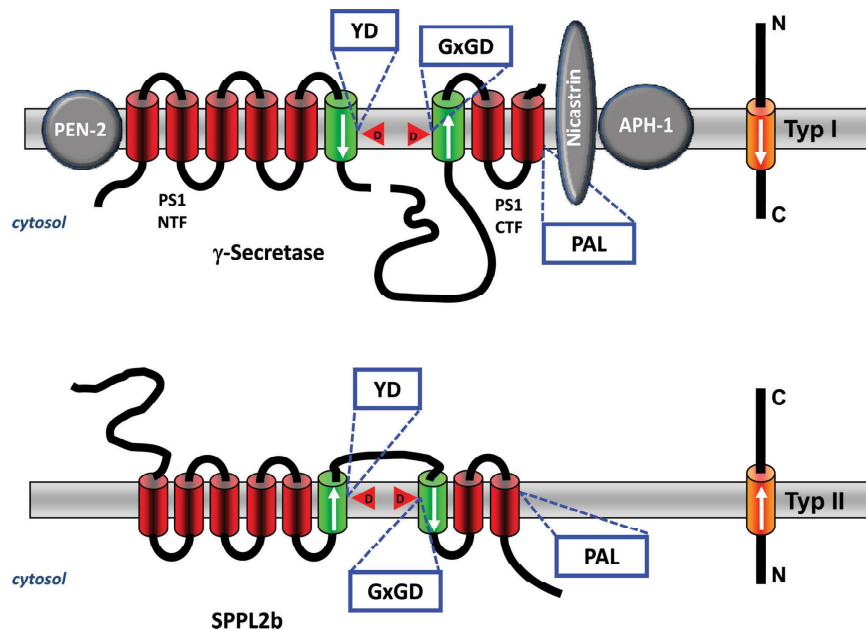 YD
GxGD
N
PEN-2
D
D
Nicastrin
APH-1
Typ I
PS1
NTF
PS1
CTF
cytosol
γ-Secretase
PAL
C
YD
C
D
D
Typ II
PAL
cytosol
GxGD
N
SPPL2b